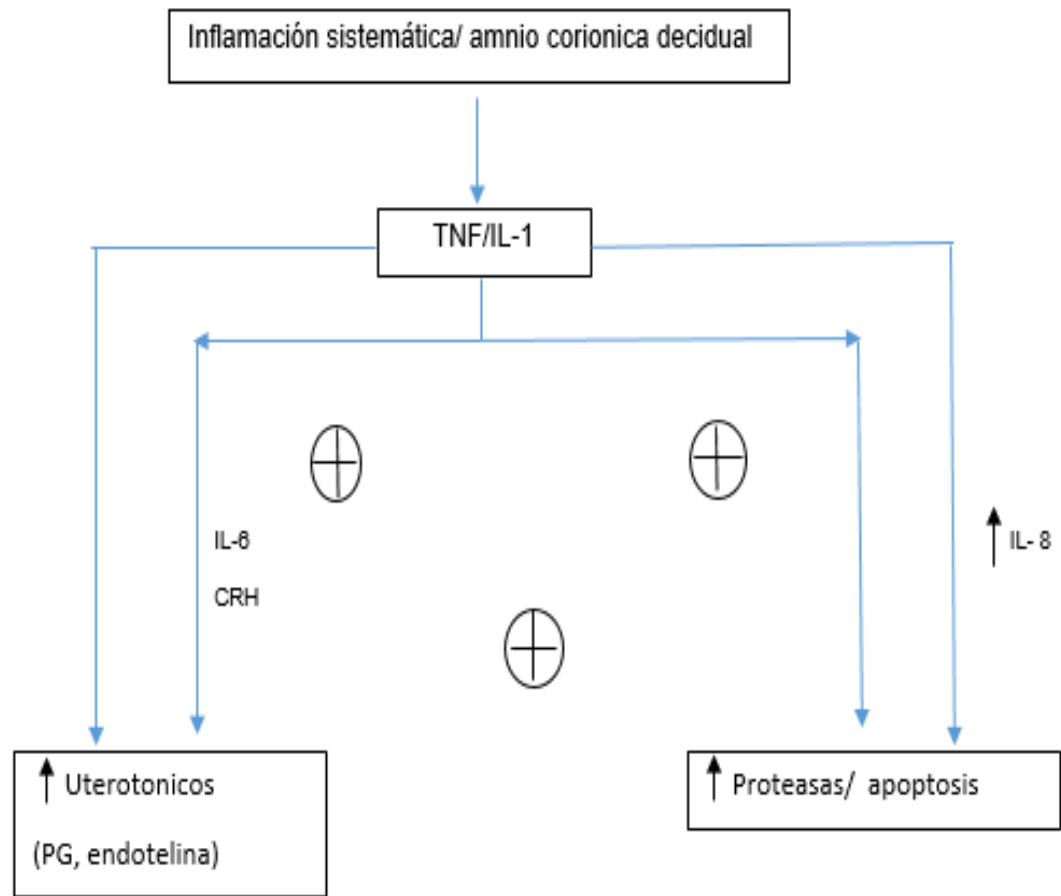 Inflamación sistemática/ amnio corionica decidual
TNF/IL-1
IL-6
CRH
↑ IL- 8
↑ Uterotonicos
(PG, endotelina)
↑ Proteasas/ apoptosis